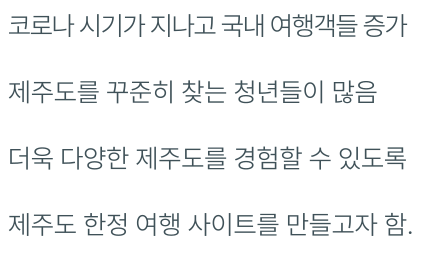 코로나 시기가 지나고 국내 여행객들 증가
제주도를 꾸준히 찾는 청년들이 많음
더욱 다양한 제주도를 경험할 수 있도록
제주도 한정 여행 사이트를 만들고자 함.